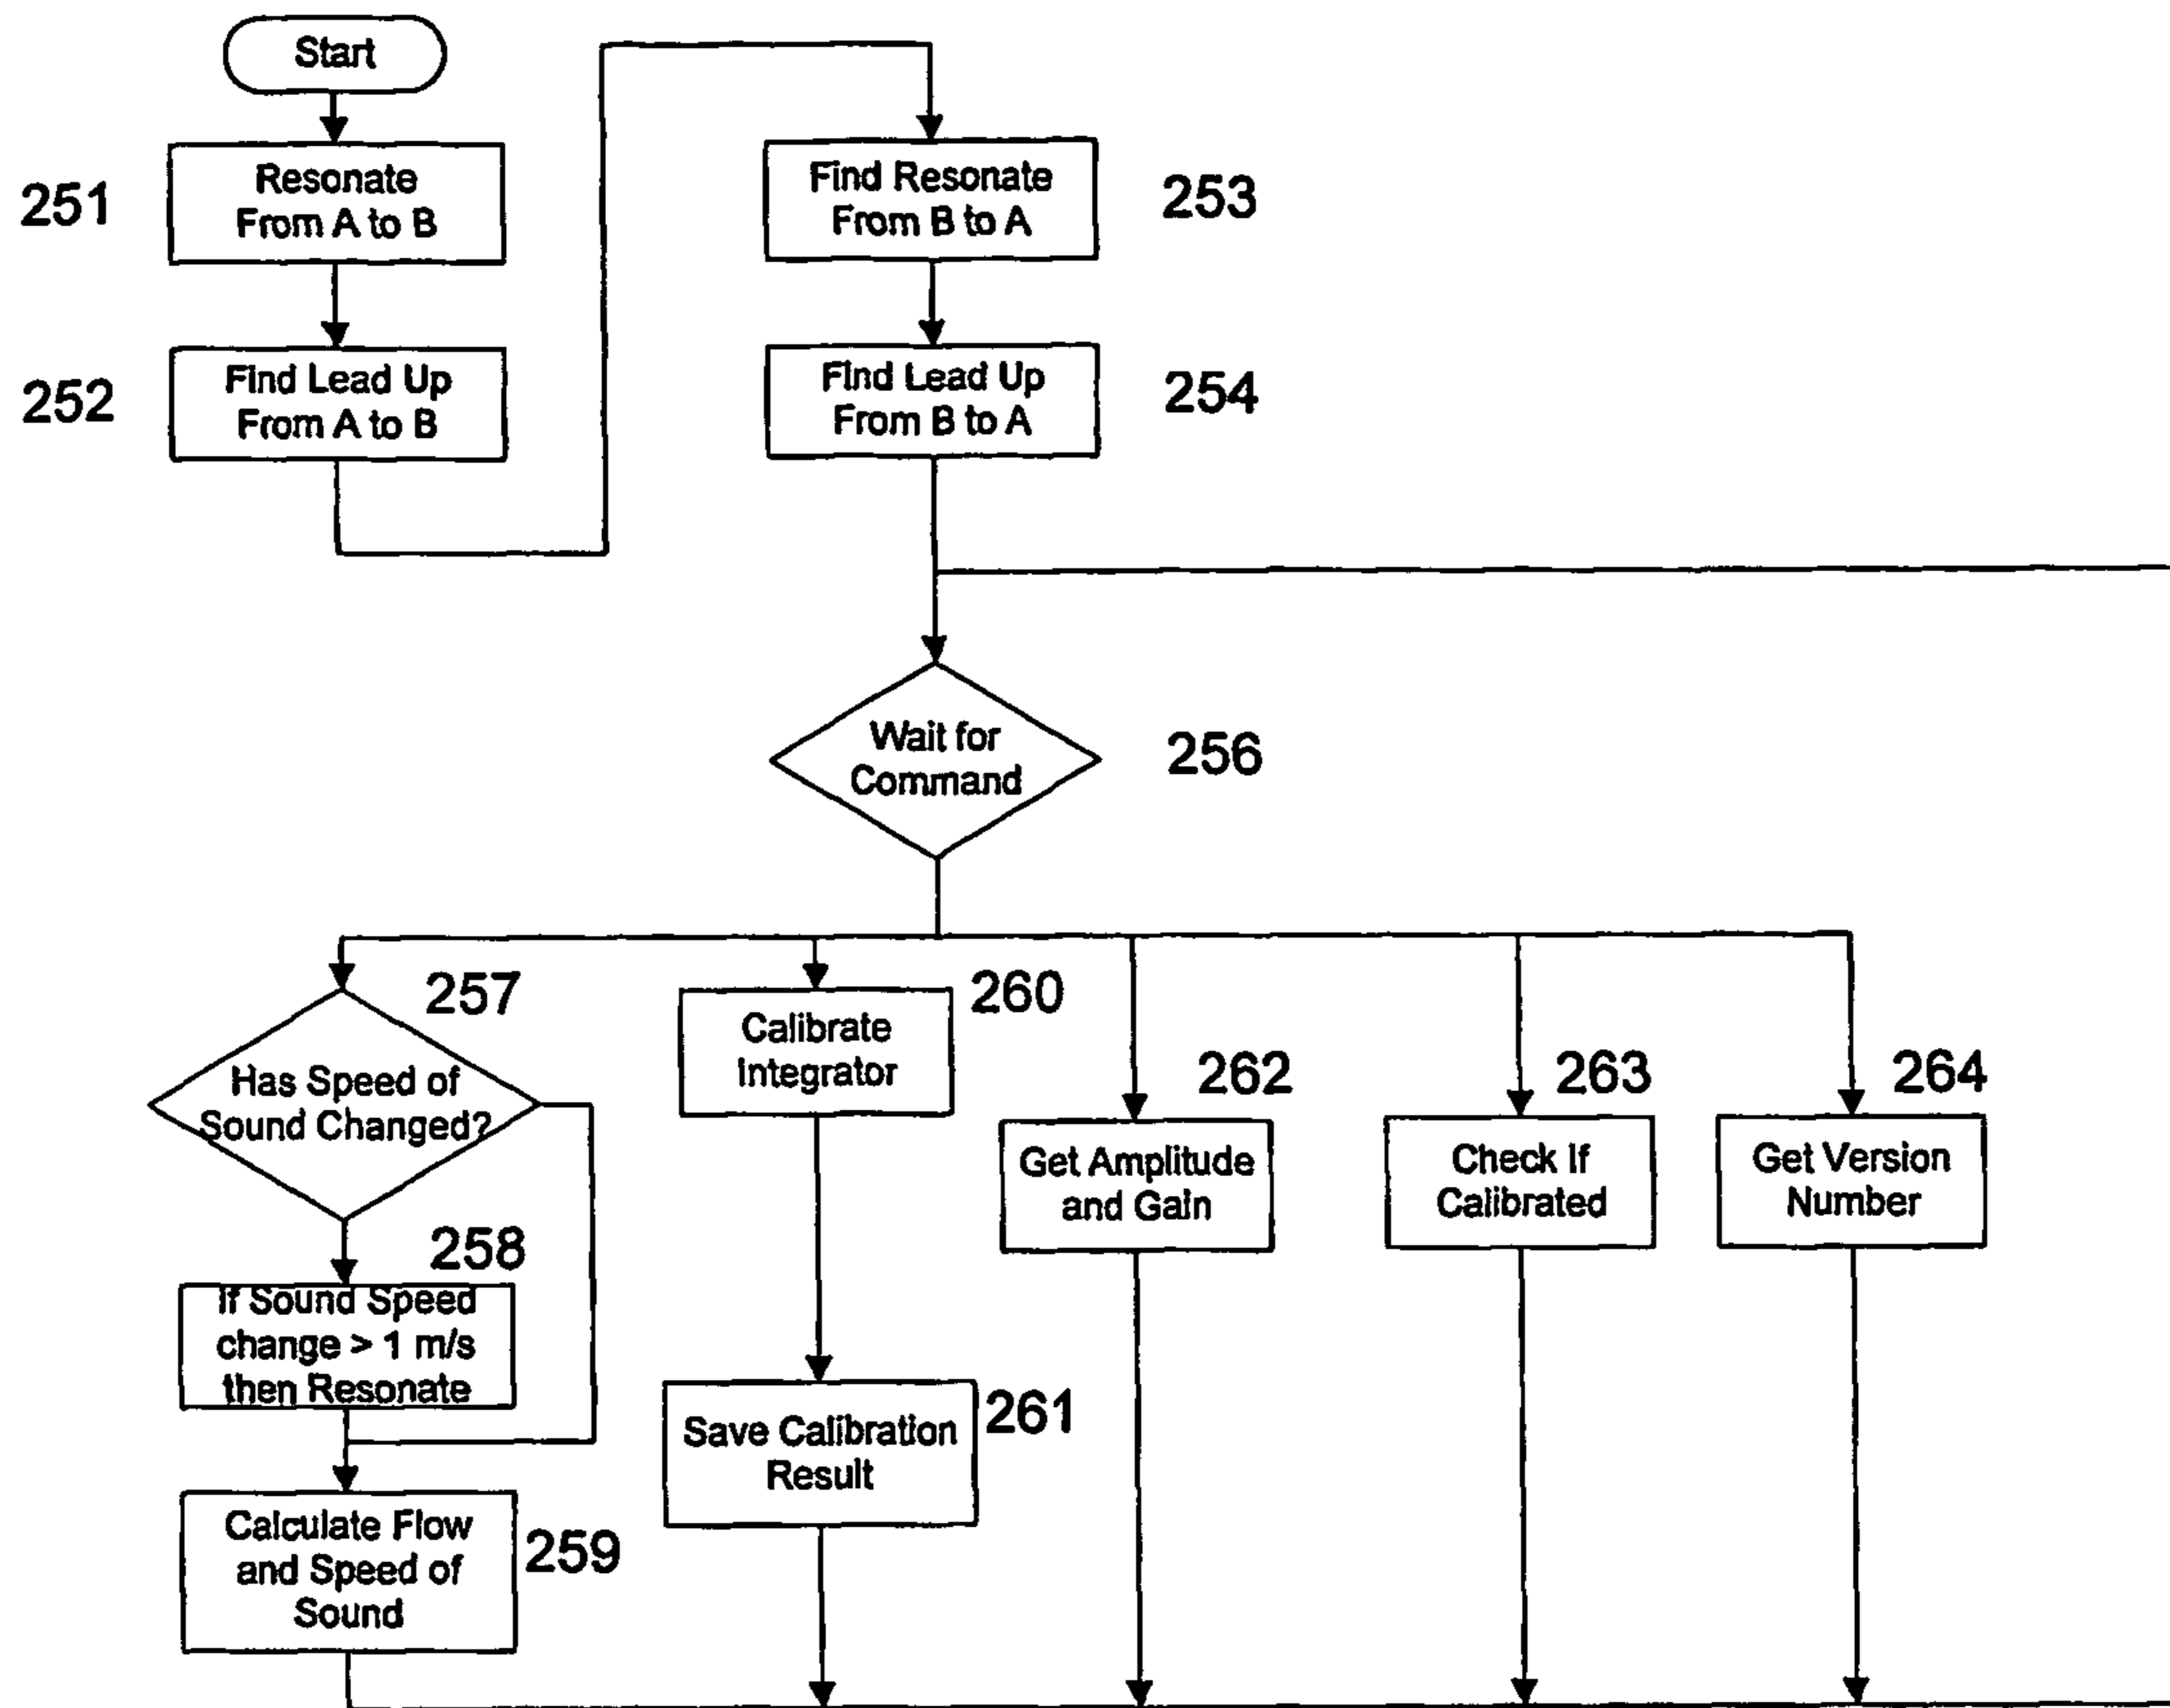 Start
251
Resonate
From A to B
252
Find Lead Up
From A to B
Find Resonate
From B to A
253
Find Lead Up
From B to A
254
Wait for
Command
256
257
Has Speed of
Sound Changed?
258
If Sound Speed
change > 1 m/s
then Resonate
Calculate Flow
and Speed of
Sound
259
260
Calibrate
Integrator
261
Save Calibration
Result
262
Get Amplitude
and Gain
263
Check If
Calibrated
264
Get Version
Number